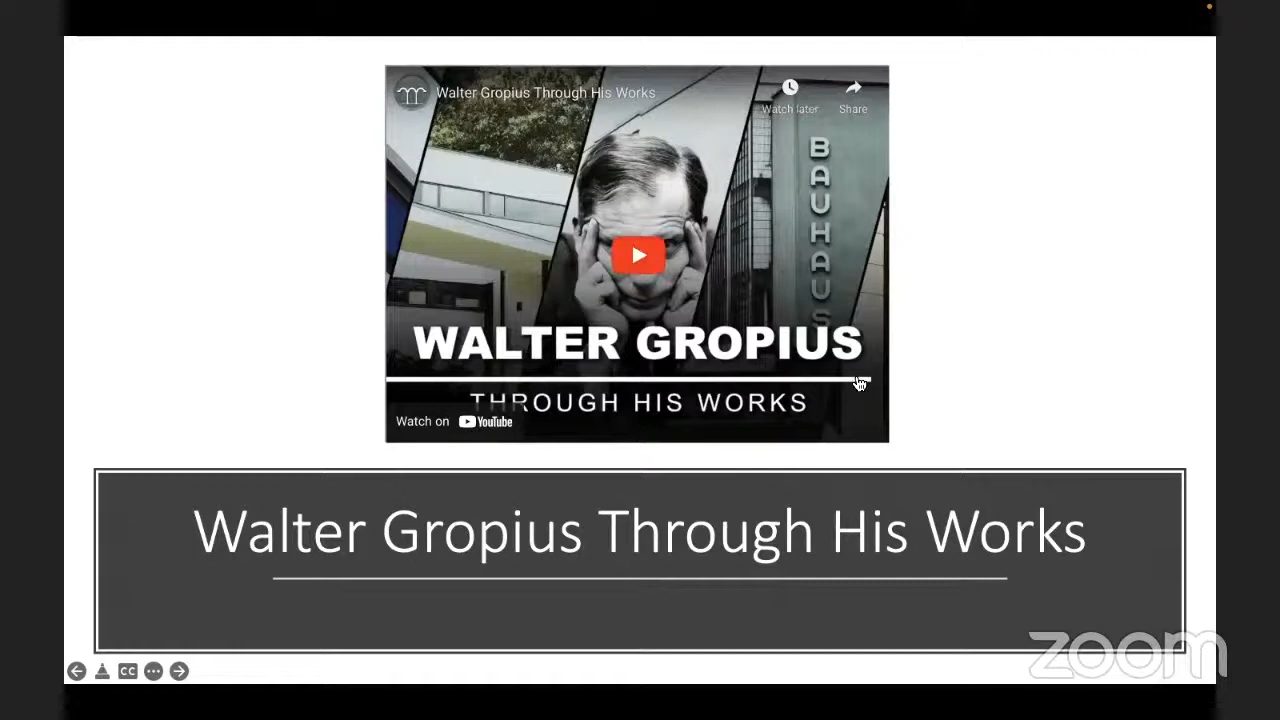 Walter Gropius Through His Works
Watch later
Share
BAUHAUS
WALTER GROPIUS
THROUGH HIS WORKS
Watch on YouTube
Walter Gropius Through His Works
CC
zoom